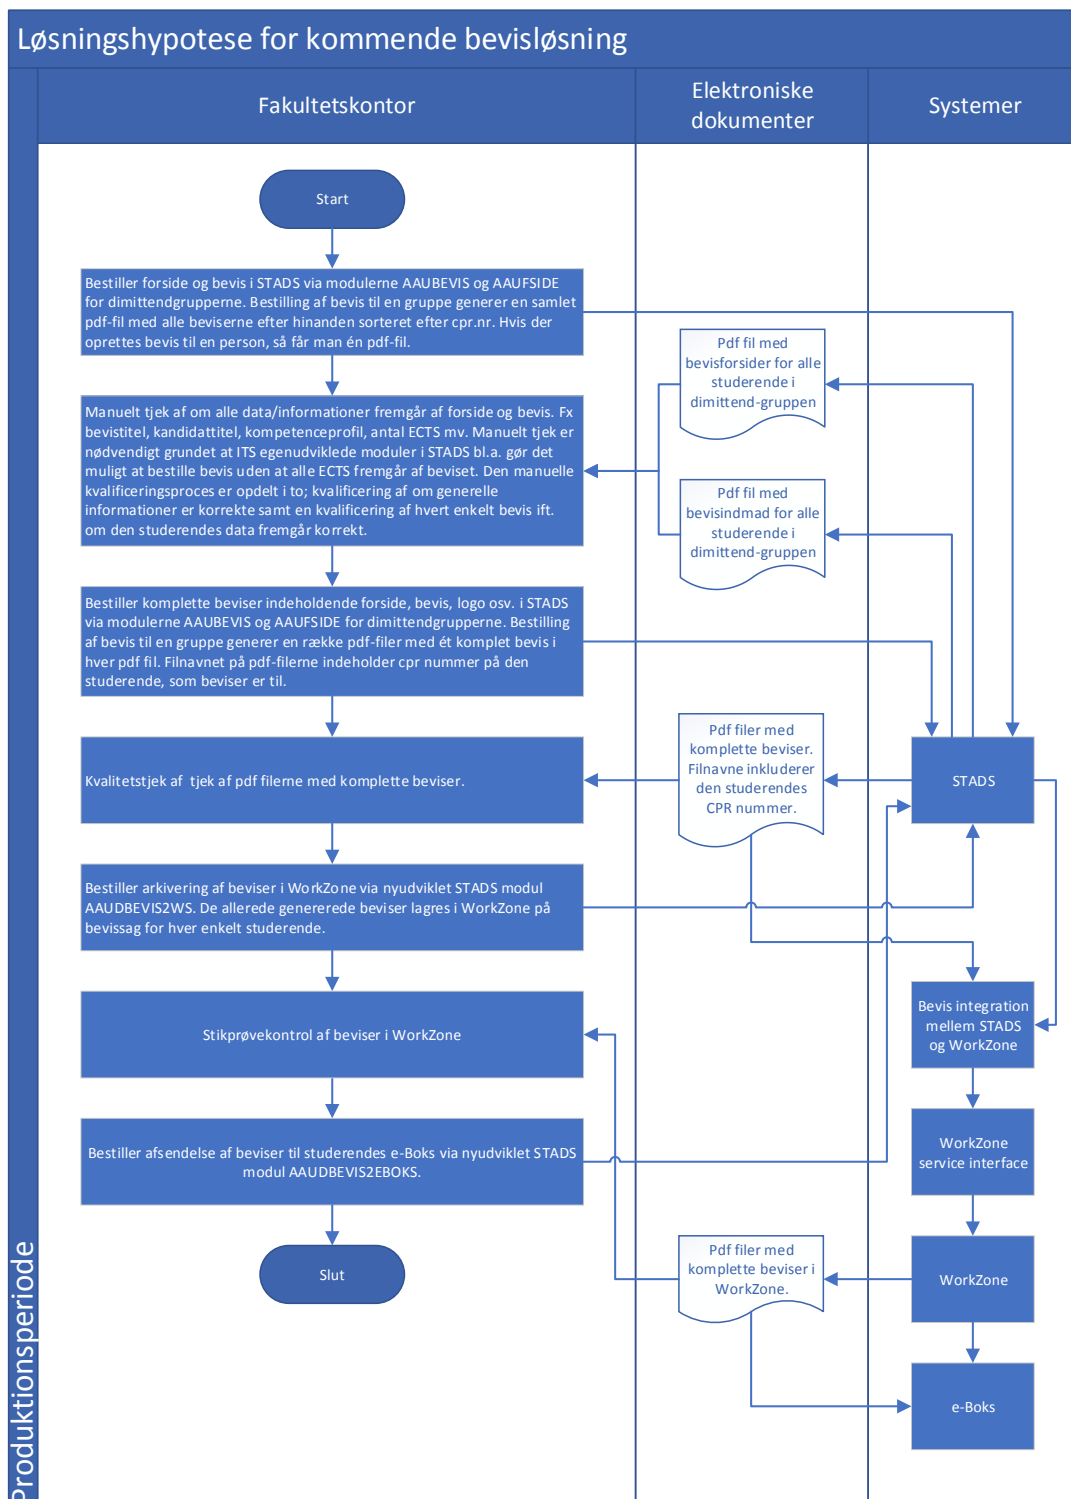 Løsningshypotese for kommende bevisløsning
Fakultetskontor
Elektroniske
dokumenter
Systemer
Produktionsperiode
Start
Bestiller forside og bevis i STADS via modulerne AAUBEVIS og AAUFSIDE
for dimittendgrupperne. Bestilling af bevis til en gruppe generer en samlet
pdf-fil med alle beviserne efter hinanden sorteret efter cpr.nr. Hvis der
oprettes bevis til en person, så får man én pdf-fil.
Pdf fil med
bevisforsider for alle
studerende i
dimittend-gruppen
Manuelt tjek af om alle data/informationer fremgår af forside og bevis. Fx
bevistitel, kandidattitel, kompetenceprofil, antal ECTS mv. Manuelt tjek er
nødvendigt grundet at ITS egenudviklede moduler i STADS bl.a. gør det
muligt at bestille bevis uden at alle ECTS fremgår af beviset. Den manuelle
kvalificeringsproces er opdelt i to; kvalificering af om generelle
informationer er korrekte samt en kvalificering af hvert enkelt bevis ift.
om den studerendes data fremgår korrekt.
Pdf fil med
bevisindmad for alle
studerende i
dimittend-gruppen
Bestiller komplette beviser indeholdende forside, bevis, logo osv. i STADS
via modulerne AAUBEVIS og AAUFSIDE for dimittendgrupperne. Bestilling
af bevis til en gruppe generer en række pdf-filer med ét komplet bevis i
hver pdf fil. Filnavnet på pdf-filerne indeholder cpr nummer på den
studerende, som beviser er til.
Kvalitetstjek af tjek af pdf filerne med komplette beviser.
Pdf filer med
komplette beviser.
Filnavne inkluderer
den studerendes
CPR nummer.
STADS
Bestiller arkivering af beviser i WorkZone via nyudviklet STADS modul
AAUDBEVIS2WS. De allerede genererede beviser lagres i WorkZone på
bevissag for hver enkelt studerende.
Stikprøvekontrol af beviser i WorkZone
Bevis integration
mellem STADS
og WorkZone
Bestiller afsendelse af beviser til studerendes e-Boks via nyudviklet STADS
modul AAUDBEVIS2EBOKS.
WorkZone
service interface
Slut
Pdf filer med
komplette beviser i
WorkZone.
WorkZone
e-Boks